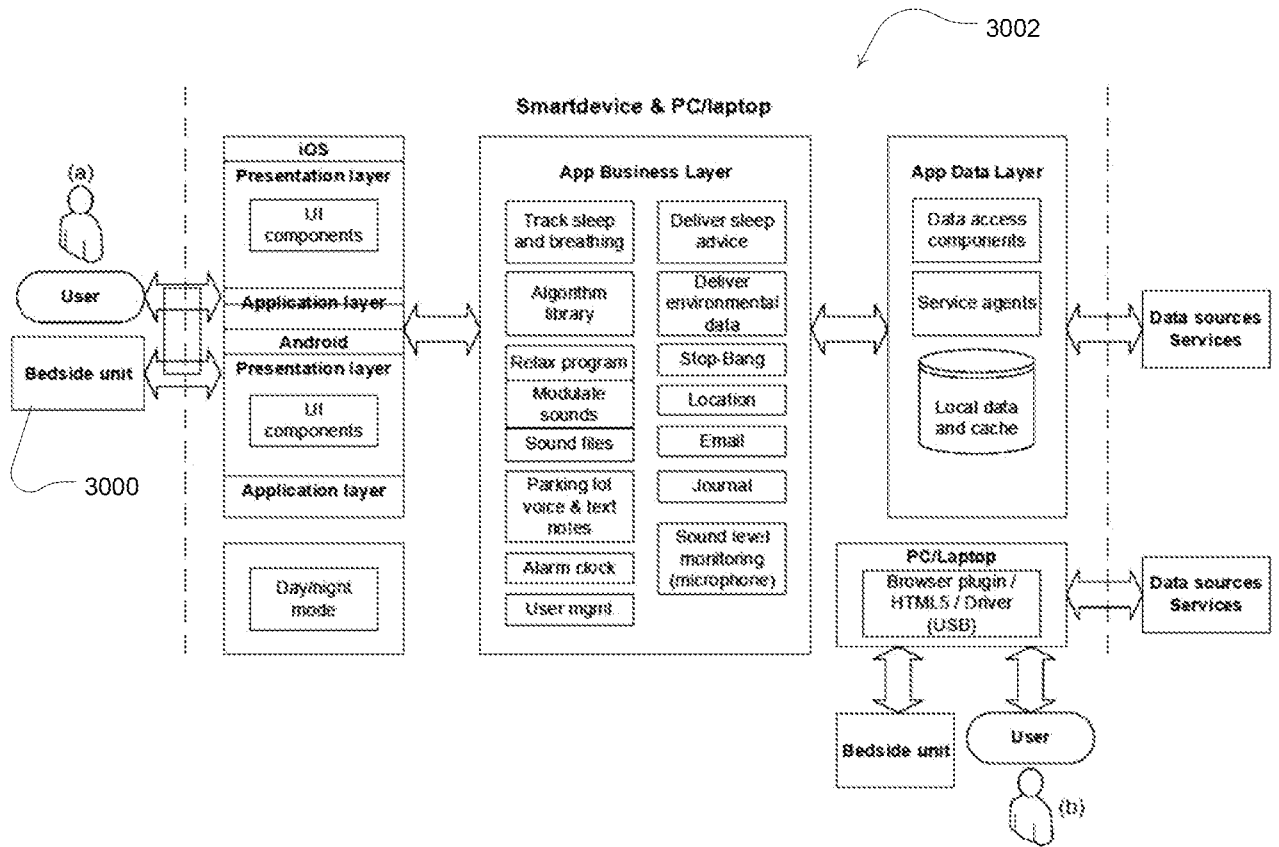 3002
Smartdevice & PC/laptop
(a)
User
Bedside unit
3000
iOS
Presentation layer
UI
components
Application layer
Android
Presentation layer
UI
components
Application layer
Day/night
mode
App Business Layer
Track sleep
and breathing
Algorithm
library
Relax program
Modulate
sounds
Sound files
Parking lot
voice & text
notes
Alarm clock
User mgmt.
Deliver sleep
advice
Deliver
environmental
data
Stop Bang
Location
Email
Journal
Sound level
monitoring
(microphone)
App Data Layer
Data access
components
Service agents
Local data
and cache
Data sources
Services
PC/Laptop
Browser plugin /
HTML5 / Driver
(USB)
Data sources
Services
Bedside unit
User
(b)